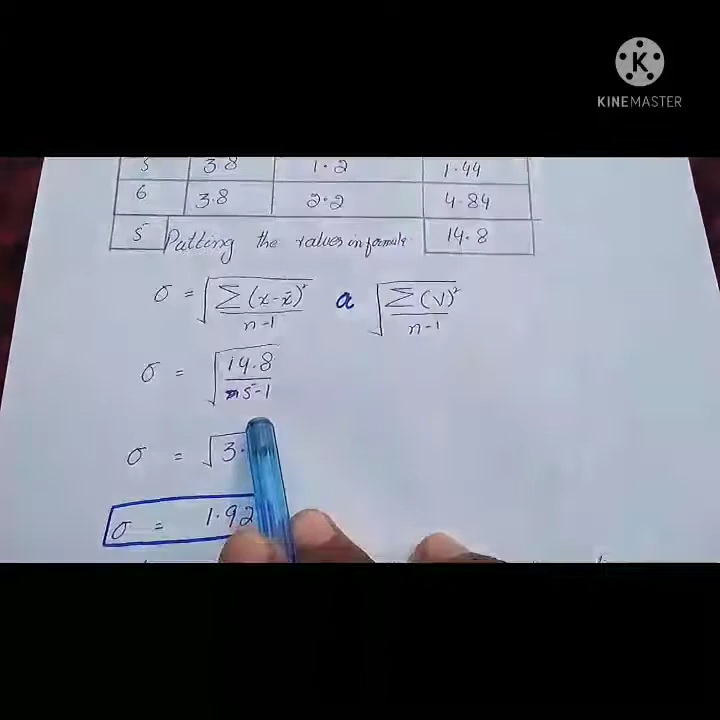 K
KINEMASTER
5 3.8 1.2 1.44
6 3.8 2.2 4.84
5 Putting the values in formula 14.8
σ = √ Σ (x-x̄)² / n-1 a √ Σ (v)² / n-1
σ = √ 14.8 / 5-1
σ = √ 3.
σ = 1.92